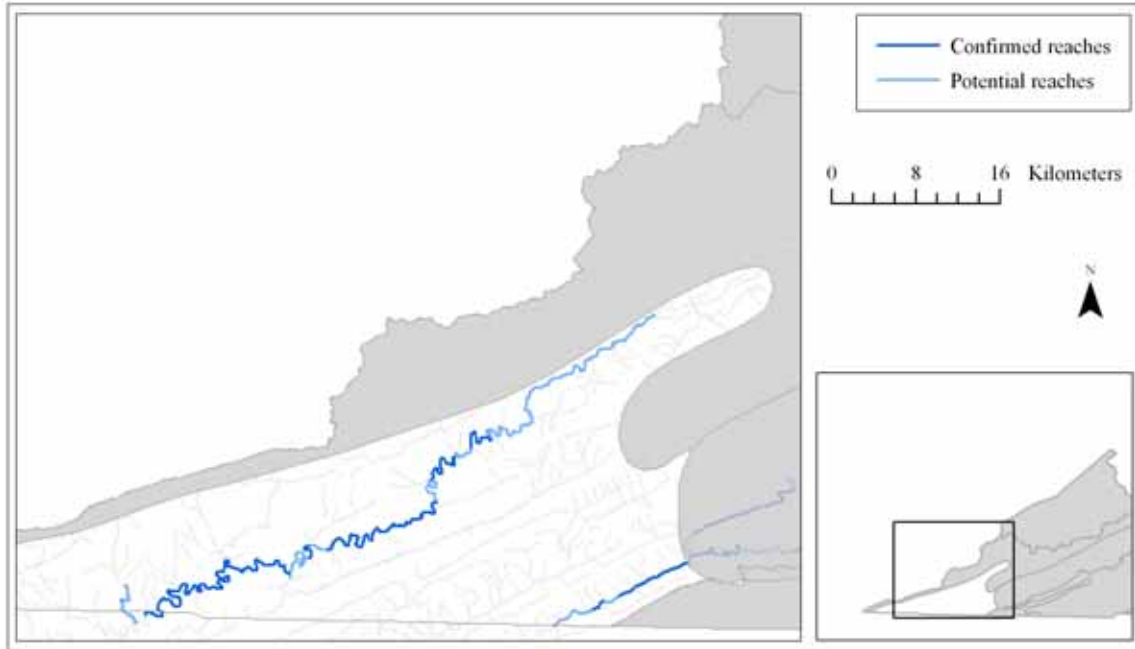 Confirmed reaches
Potential reaches
0 8 16 Kilometers
N